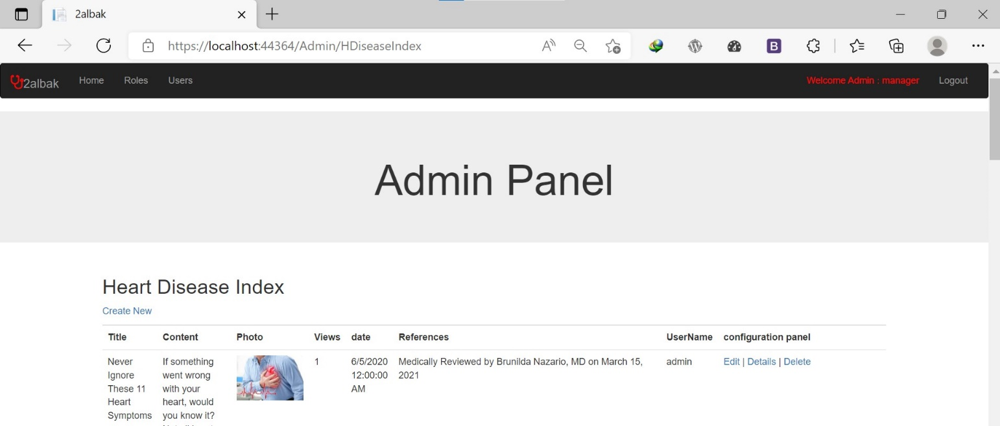 2albak
https://localhost:44364/Admin/HDiseaseIndex
2albak Home Roles Users Welcome Admin : manager Logout
Admin Panel
Heart Disease Index
Create New
Title Content Photo Views date References UserName configuration panel
Never If something 1 6/5/2020 Medically Reviewed by Brunilda Nazario, MD on March 15, admin Edit | Details | Delete
Ignore went wrong 12:00:00 2021
These 11 with your AM
Heart heart, would
Symptoms you know it?